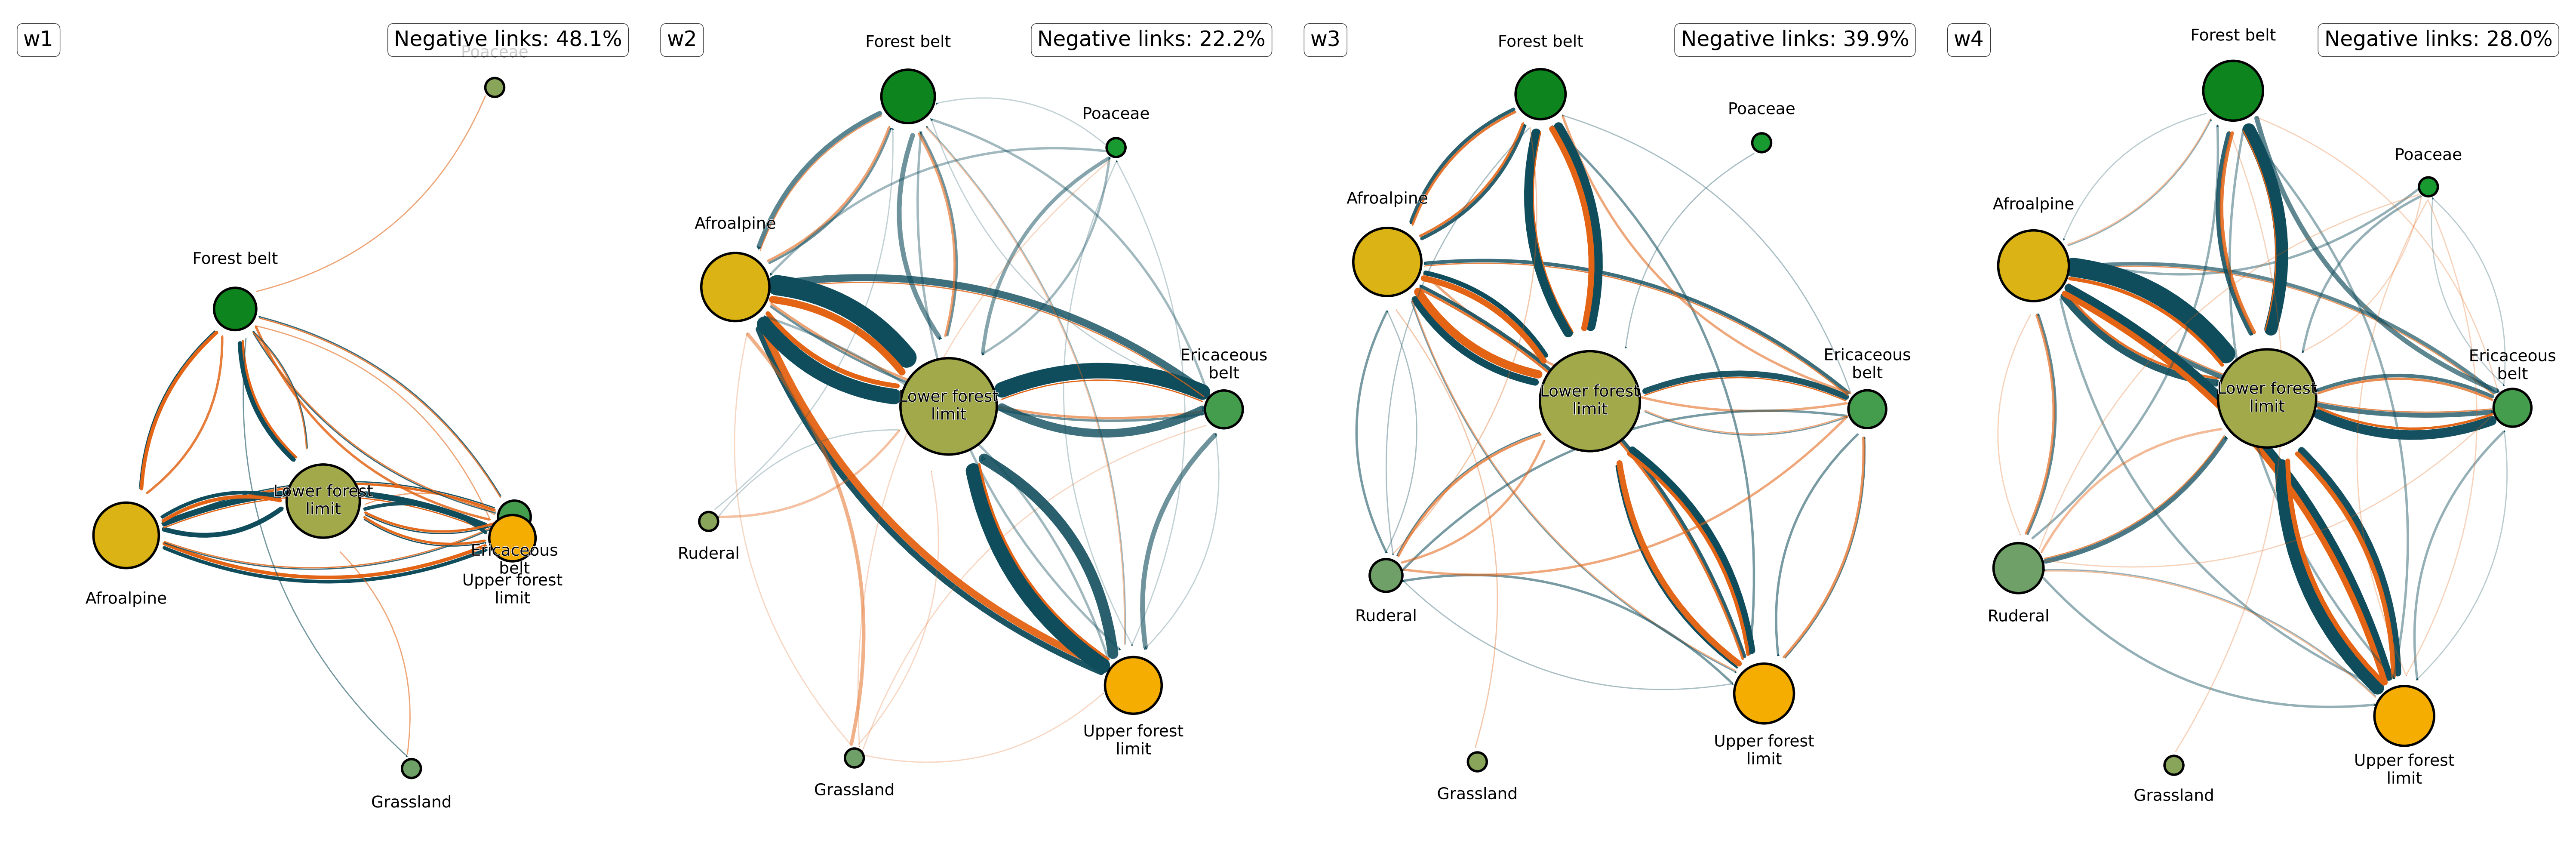 w1
Negative links: 48.1%
Poaceae
Forest belt
Lower forest
limit
Afroalpine
Ericaceous
belt
Upper forest
limit
Grassland
w2
Negative links: 22.2%
Forest belt
Poaceae
Afroalpine
Ericaceous
belt
Lower forest
limit
Ruderal
Upper forest
limit
Grassland
w3
Negative links: 39.9%
Forest belt
Poaceae
Afroalpine
Ericaceous
belt
Lower forest
limit
Ruderal
Upper forest
limit
Grassland
w4
Negative links: 28.0%
Forest belt
Poaceae
Afroalpine
Ericaceous
belt
Lower forest
limit
Ruderal
Upper forest
limit
Grassland